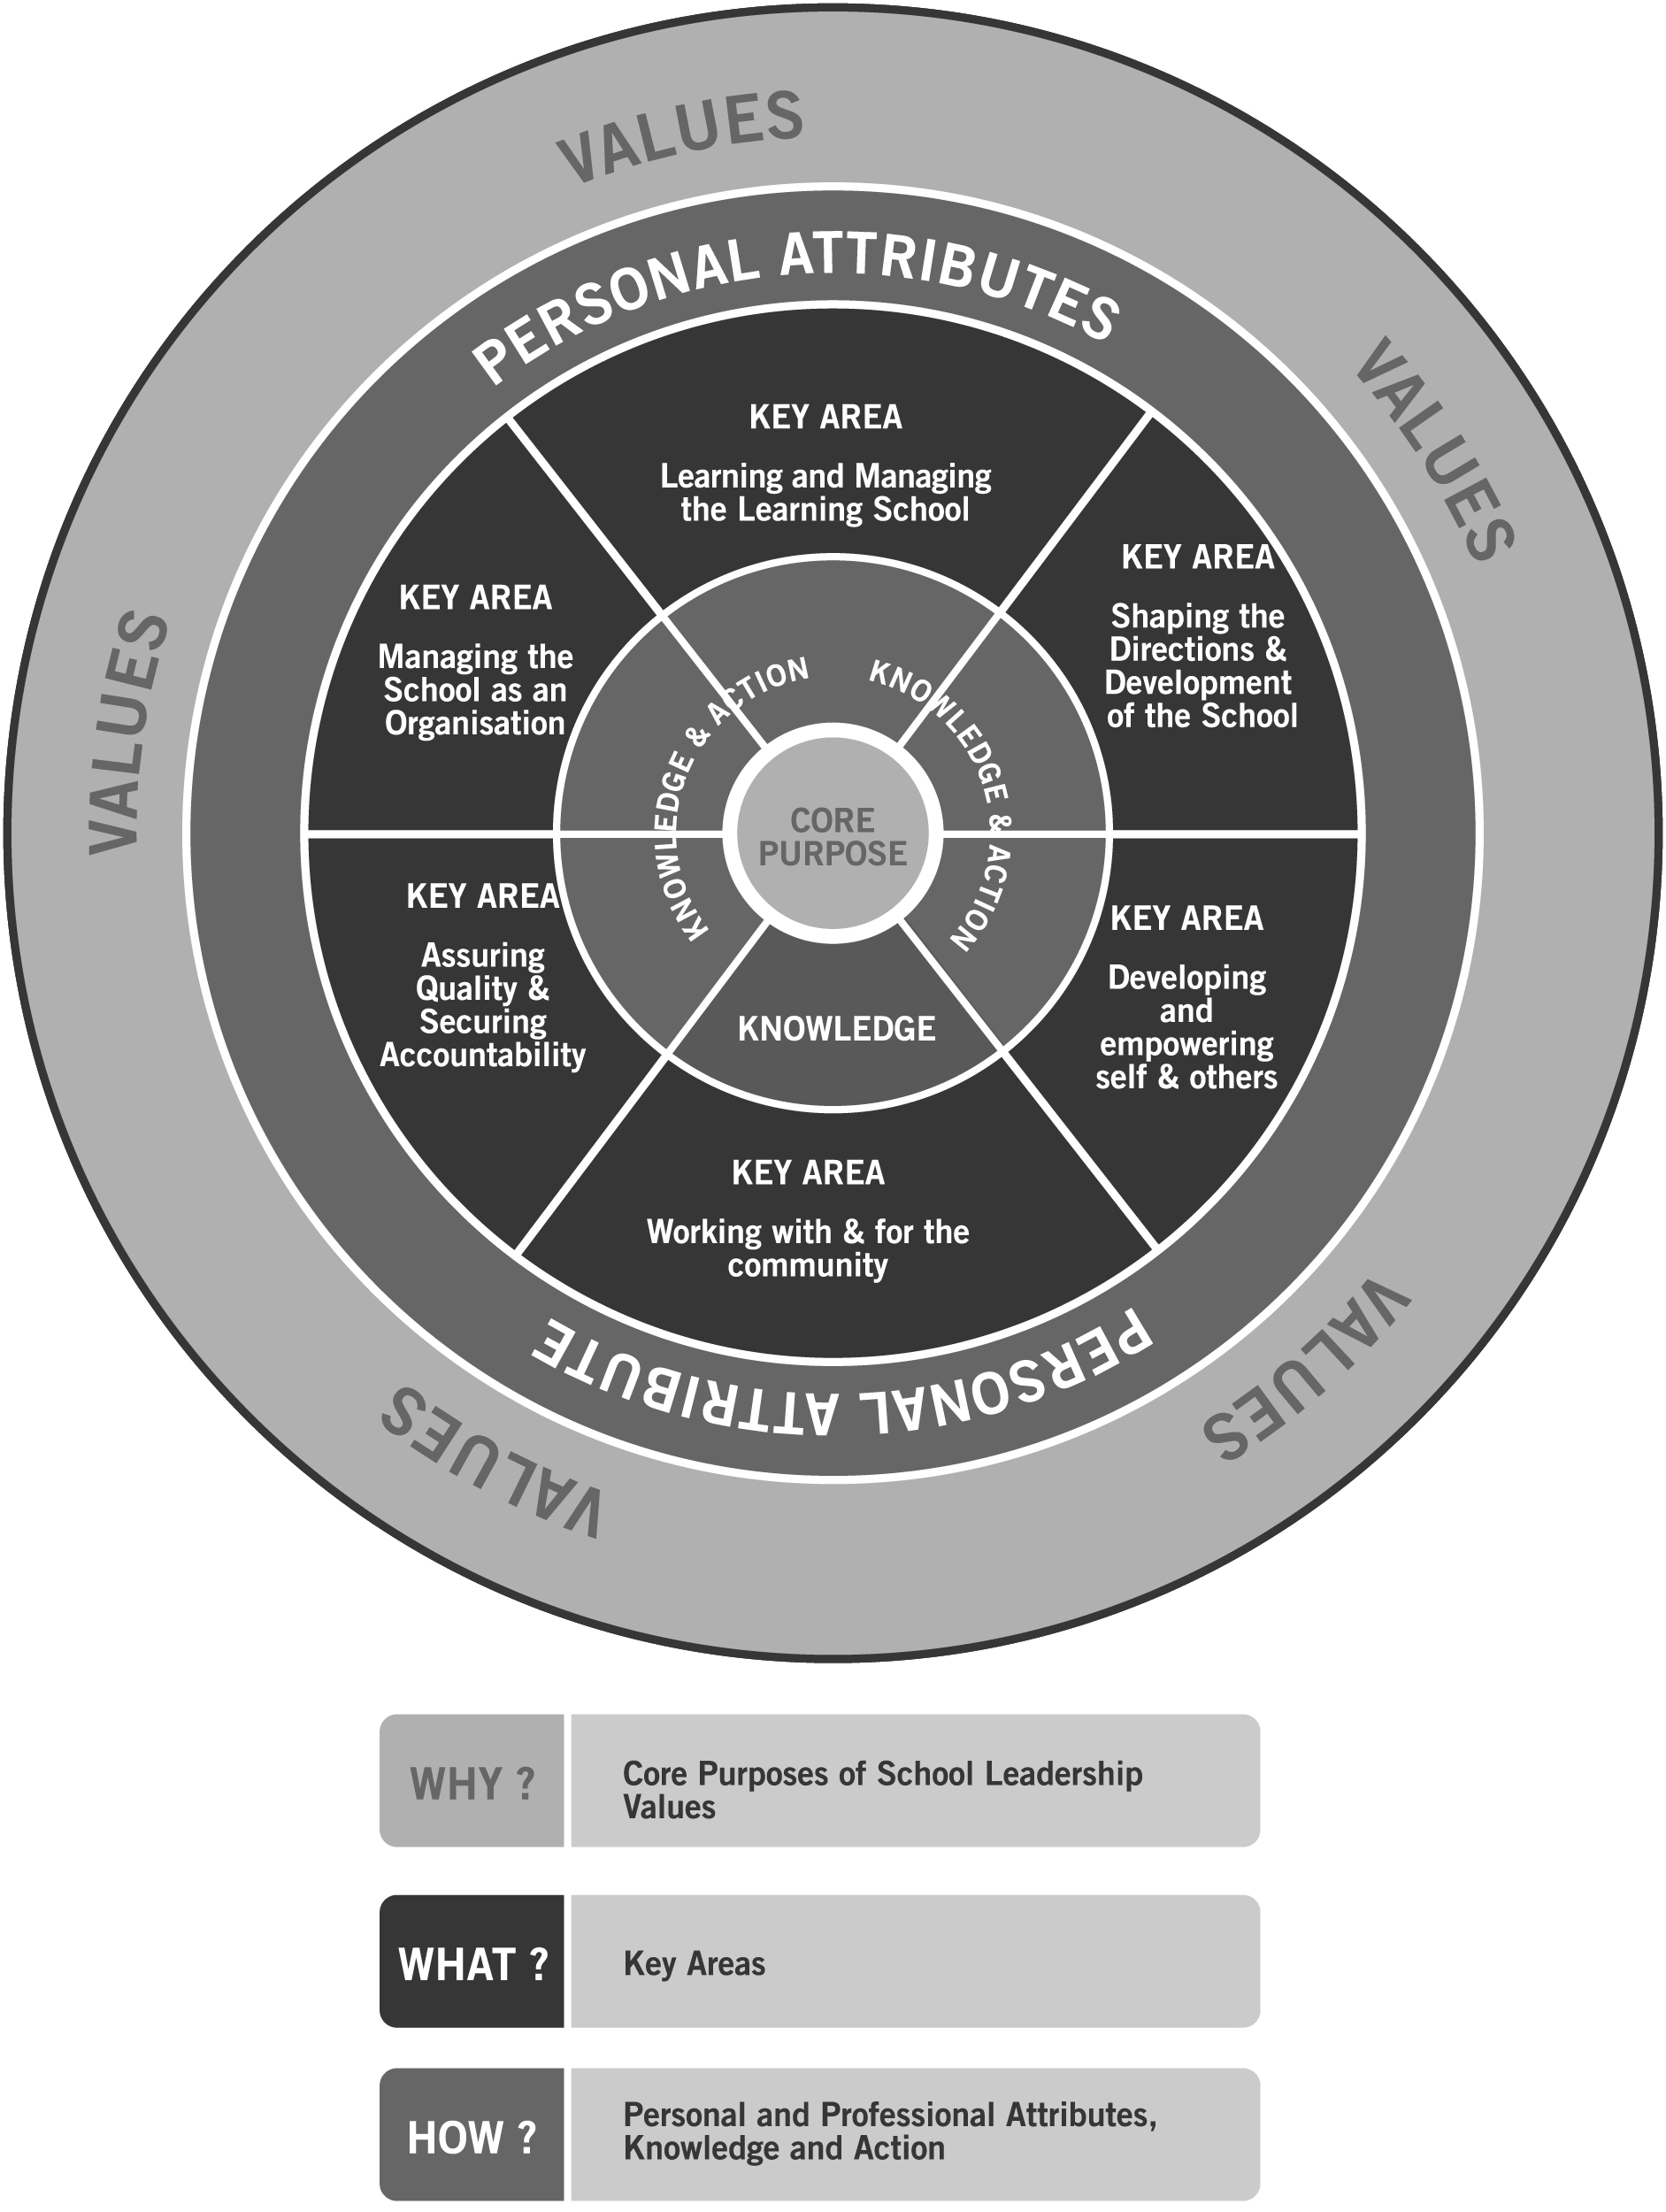 VALUES
VALUES
VALUES
VALUES
VALUES
PERSONAL ATTRIBUTES
KEY AREA
Learning and Managing
the Learning School
KEY AREA
Shaping the
Directions &
Development
of the School
KEY AREA
Managing the
School as an
Organisation
KNOWLEDGE & ACTION
KNOWLEDGE & ACTION
CORE
PURPOSE
KEY AREA
Assuring
Quality &
Securing
Accountability
KEY AREA
Developing
and
empowering
self & others
KNOWLEDGE
KEY AREA
Working with & for the
community
PERSONAL ATTRIBUTE
WHY ?
Core Purposes of School Leadership
Values
WHAT ?
Key Areas
HOW ?
Personal and Professional Attributes,
Knowledge and Action